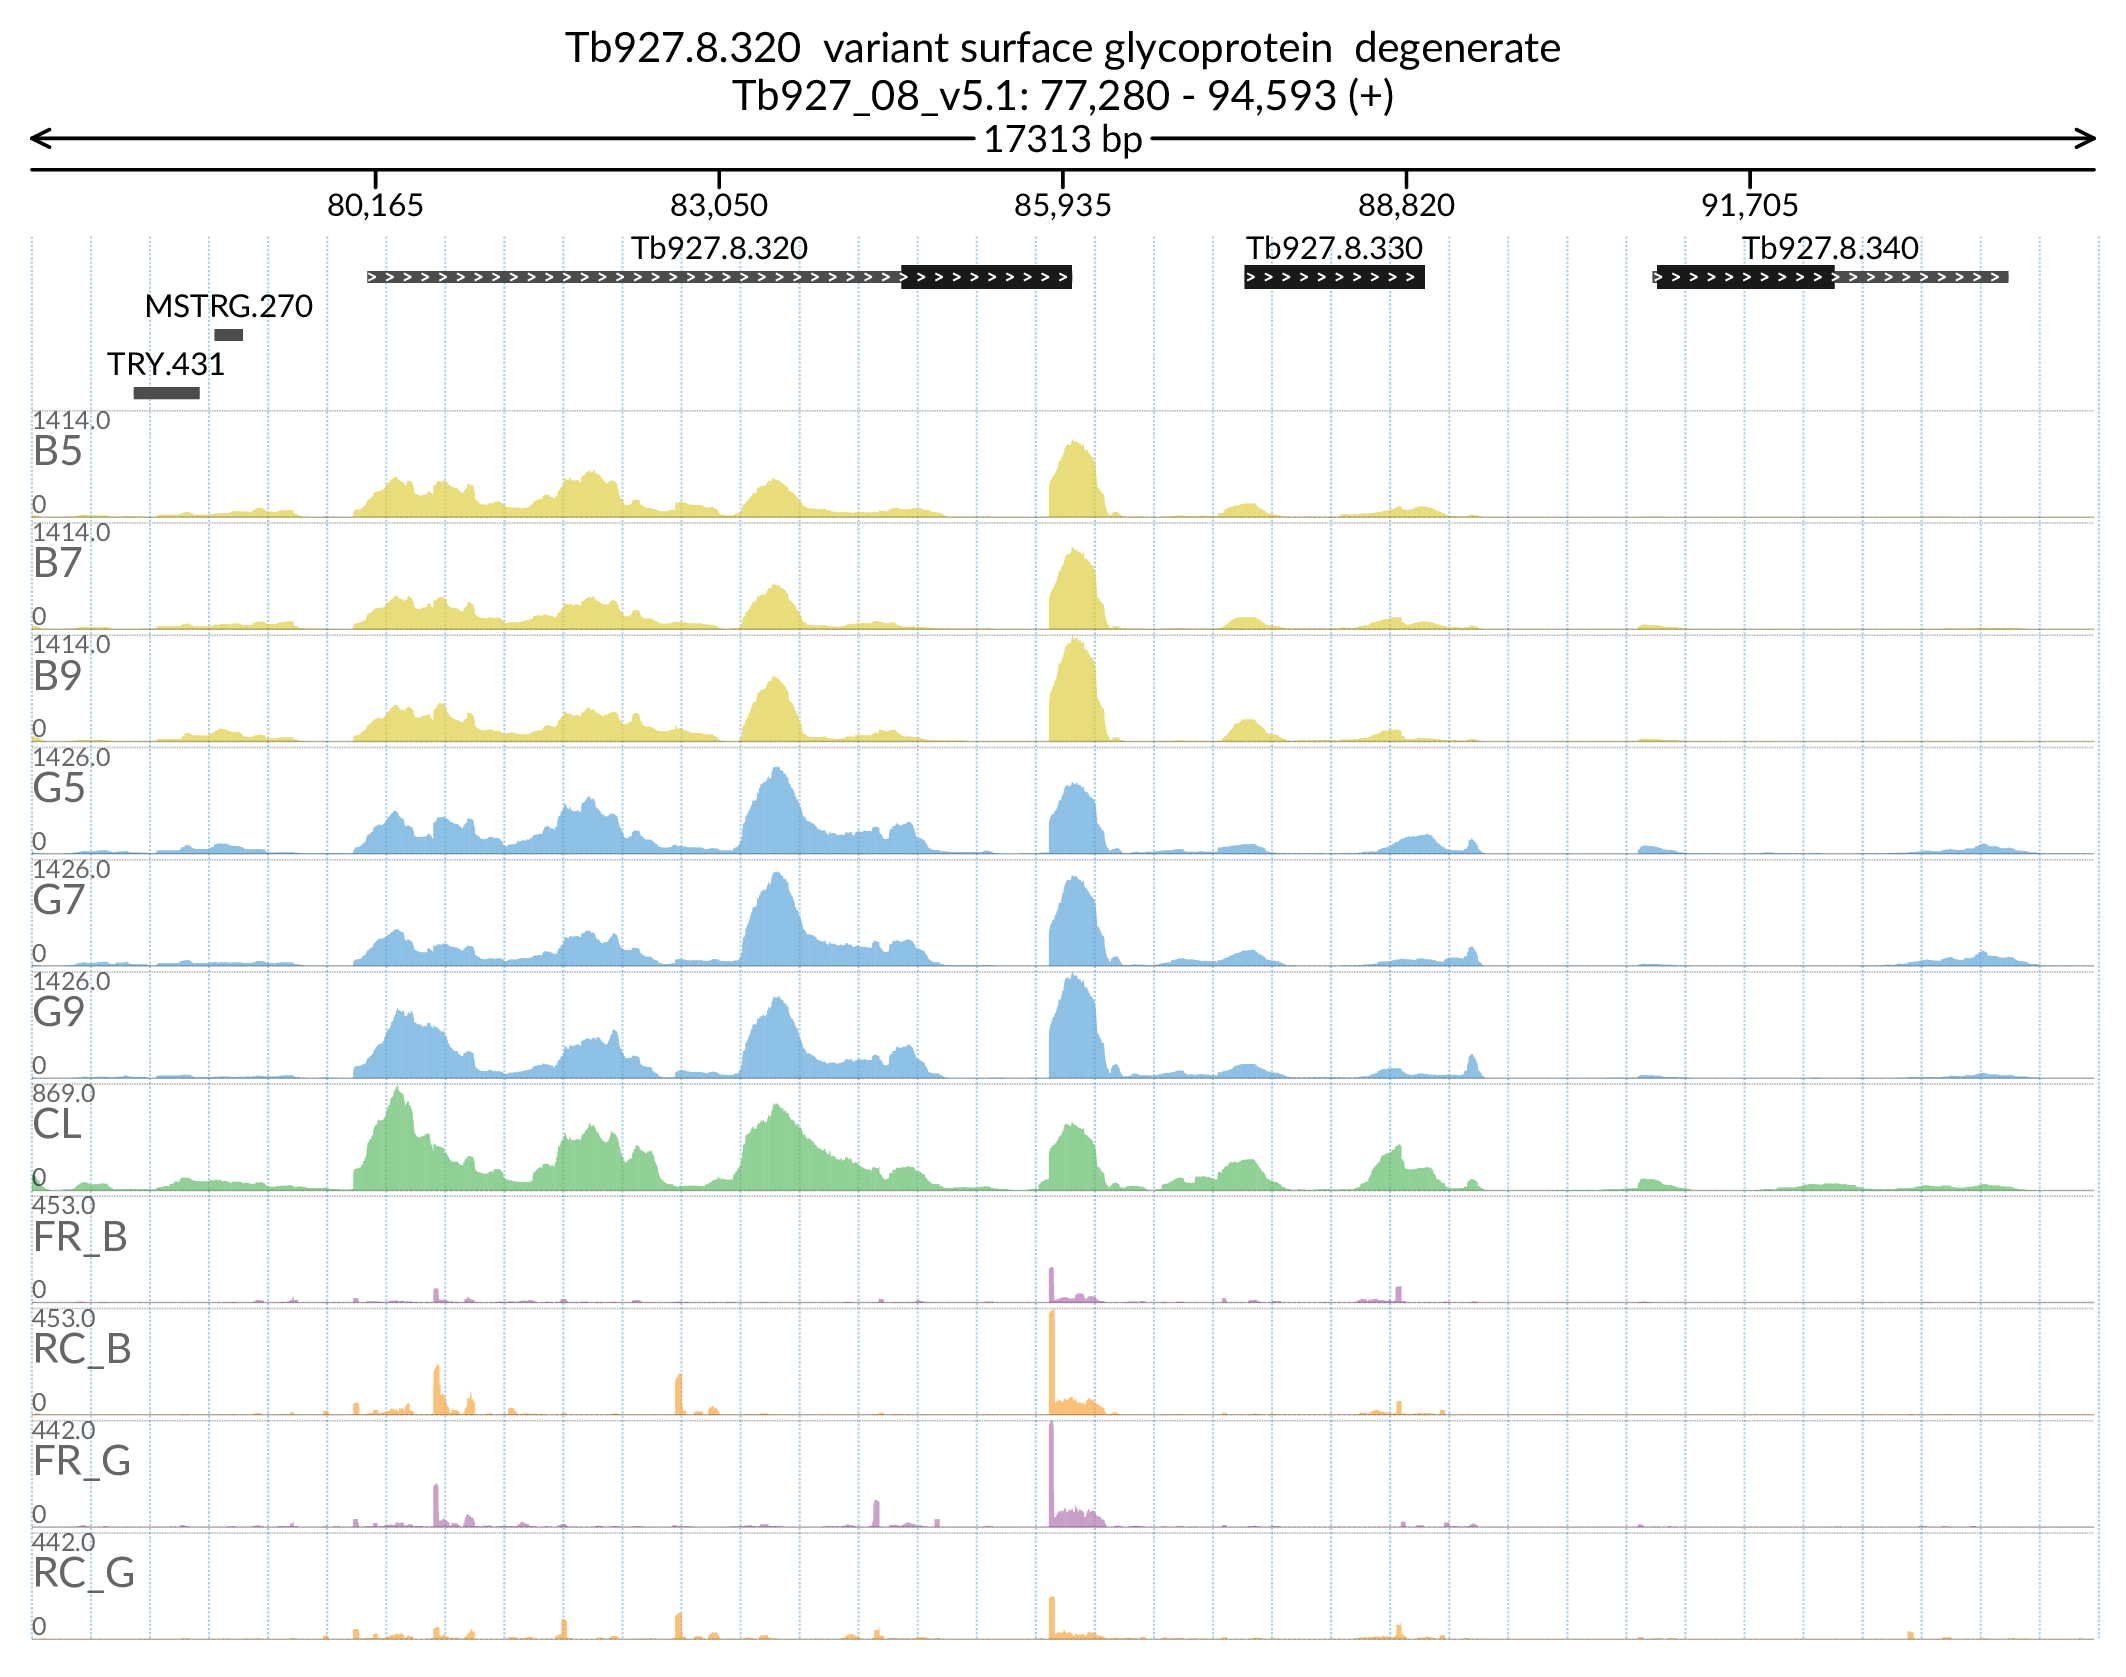 Tb927.8.320 variant surface glycoprotein degenerate
Tb927_08_v5.1: 77,280 - 94,593 (+)
17313 bp
80,165 83,050 85,935 88,820 91,705
Tb927.8.320 Tb927.8.330 Tb927.8.340
MSTRG.270
TRY.431
1414.0
B5
0
1414.0
B7
0
1414.0
B9
0
1426.0
G5
0
1426.0
G7
0
1426.0
G9
0
869.0
CL
0
453.0
FR_B
0
453.0
RC_B
0
442.0
FR_G
0
442.0
RC_G
0